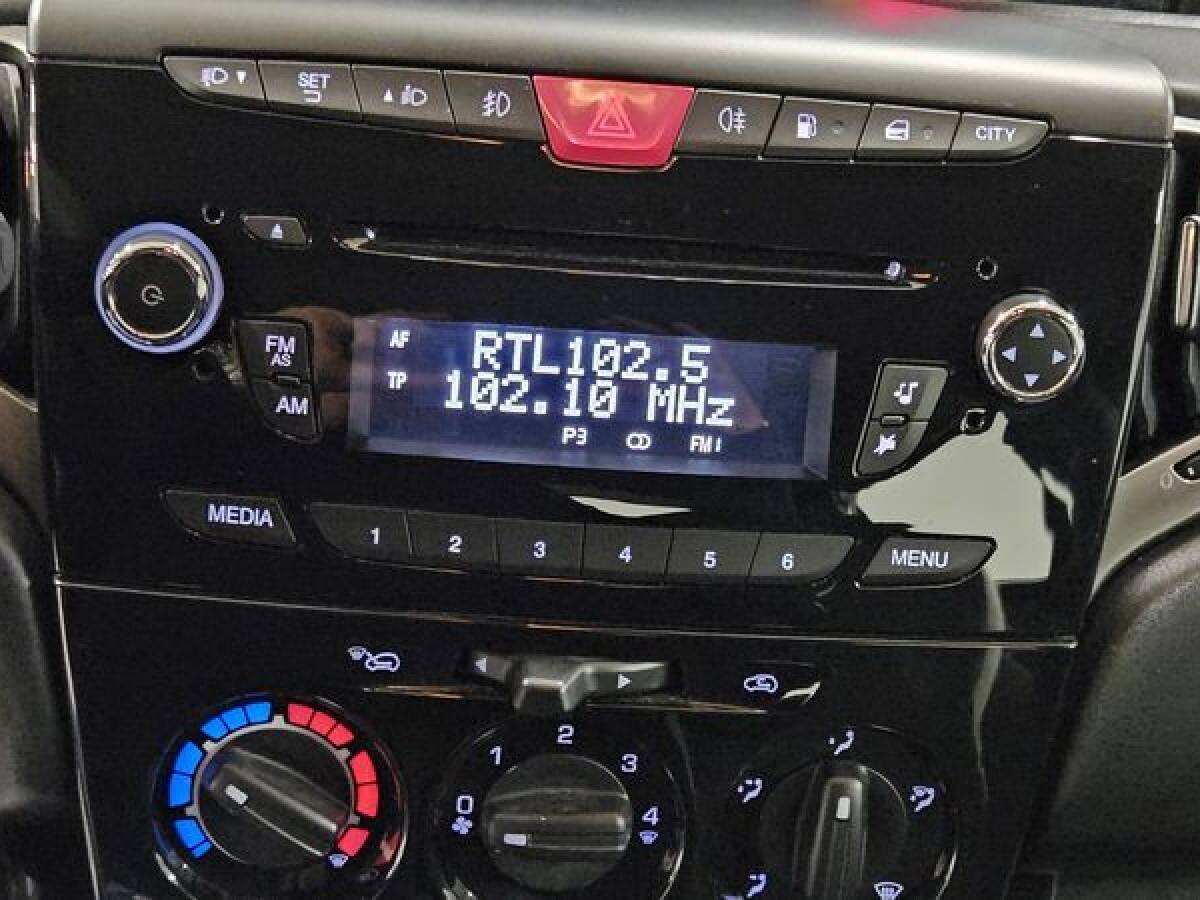 SET
CITY
FM
AS
AM
AF
RTL102.5
TP
102.10 MHz
P3
FM1
MEDIA
1
2
3
4
5
6
MENU
0
1
2
3
4